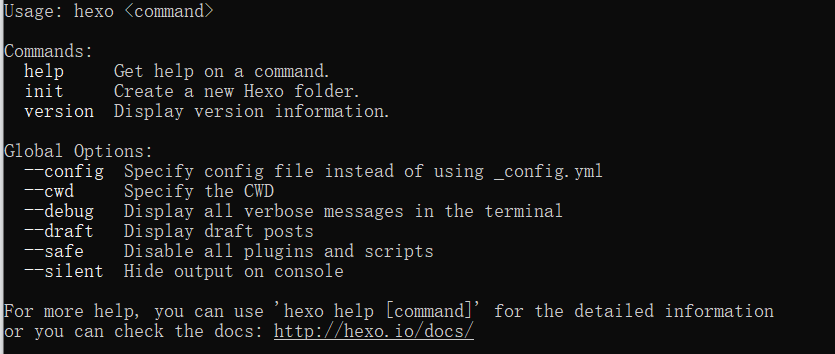 Usage: hexo <command>
Commands:
help Get help on a command.
init Create a new Hexo folder.
version Display version information.
Global Options:
--config Specify config file instead of using _config.yml
--cwd Specify the CWD
--debug Display all verbose messages in the terminal
--draft Display draft posts
--safe Disable all plugins and scripts
--silent Hide output on console
For more help, you can use 'hexo help [command]' for the detailed information
or you can check the docs: http://hexo.io/docs/